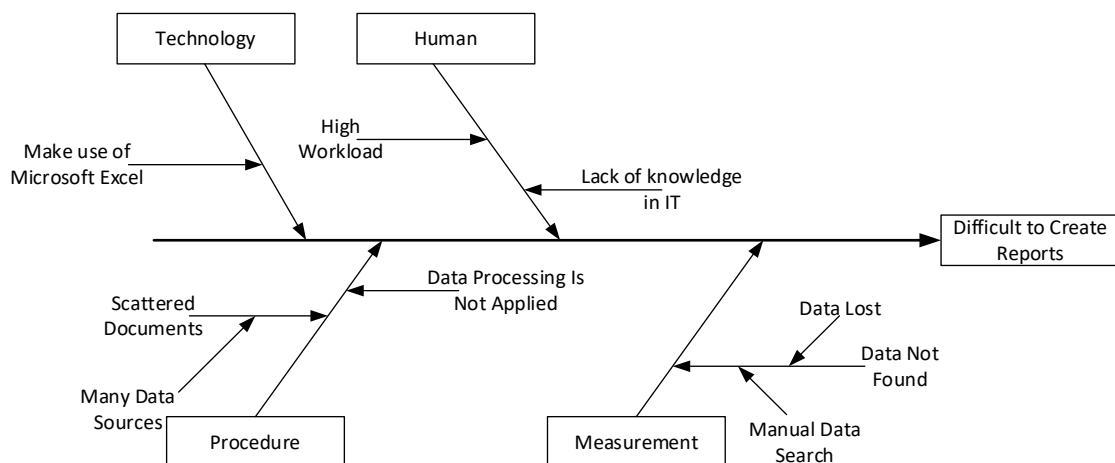 Technology
Human
High
Workload
Make use of
Microsoft Excel
Lack of knowledge
in IT
Difficult to Create
Reports
Data Processing Is
Not Applied
Scattered
Documents
Data Lost
Data Not
Found
Many Data
Sources
Procedure
Measurement
Manual Data
Search